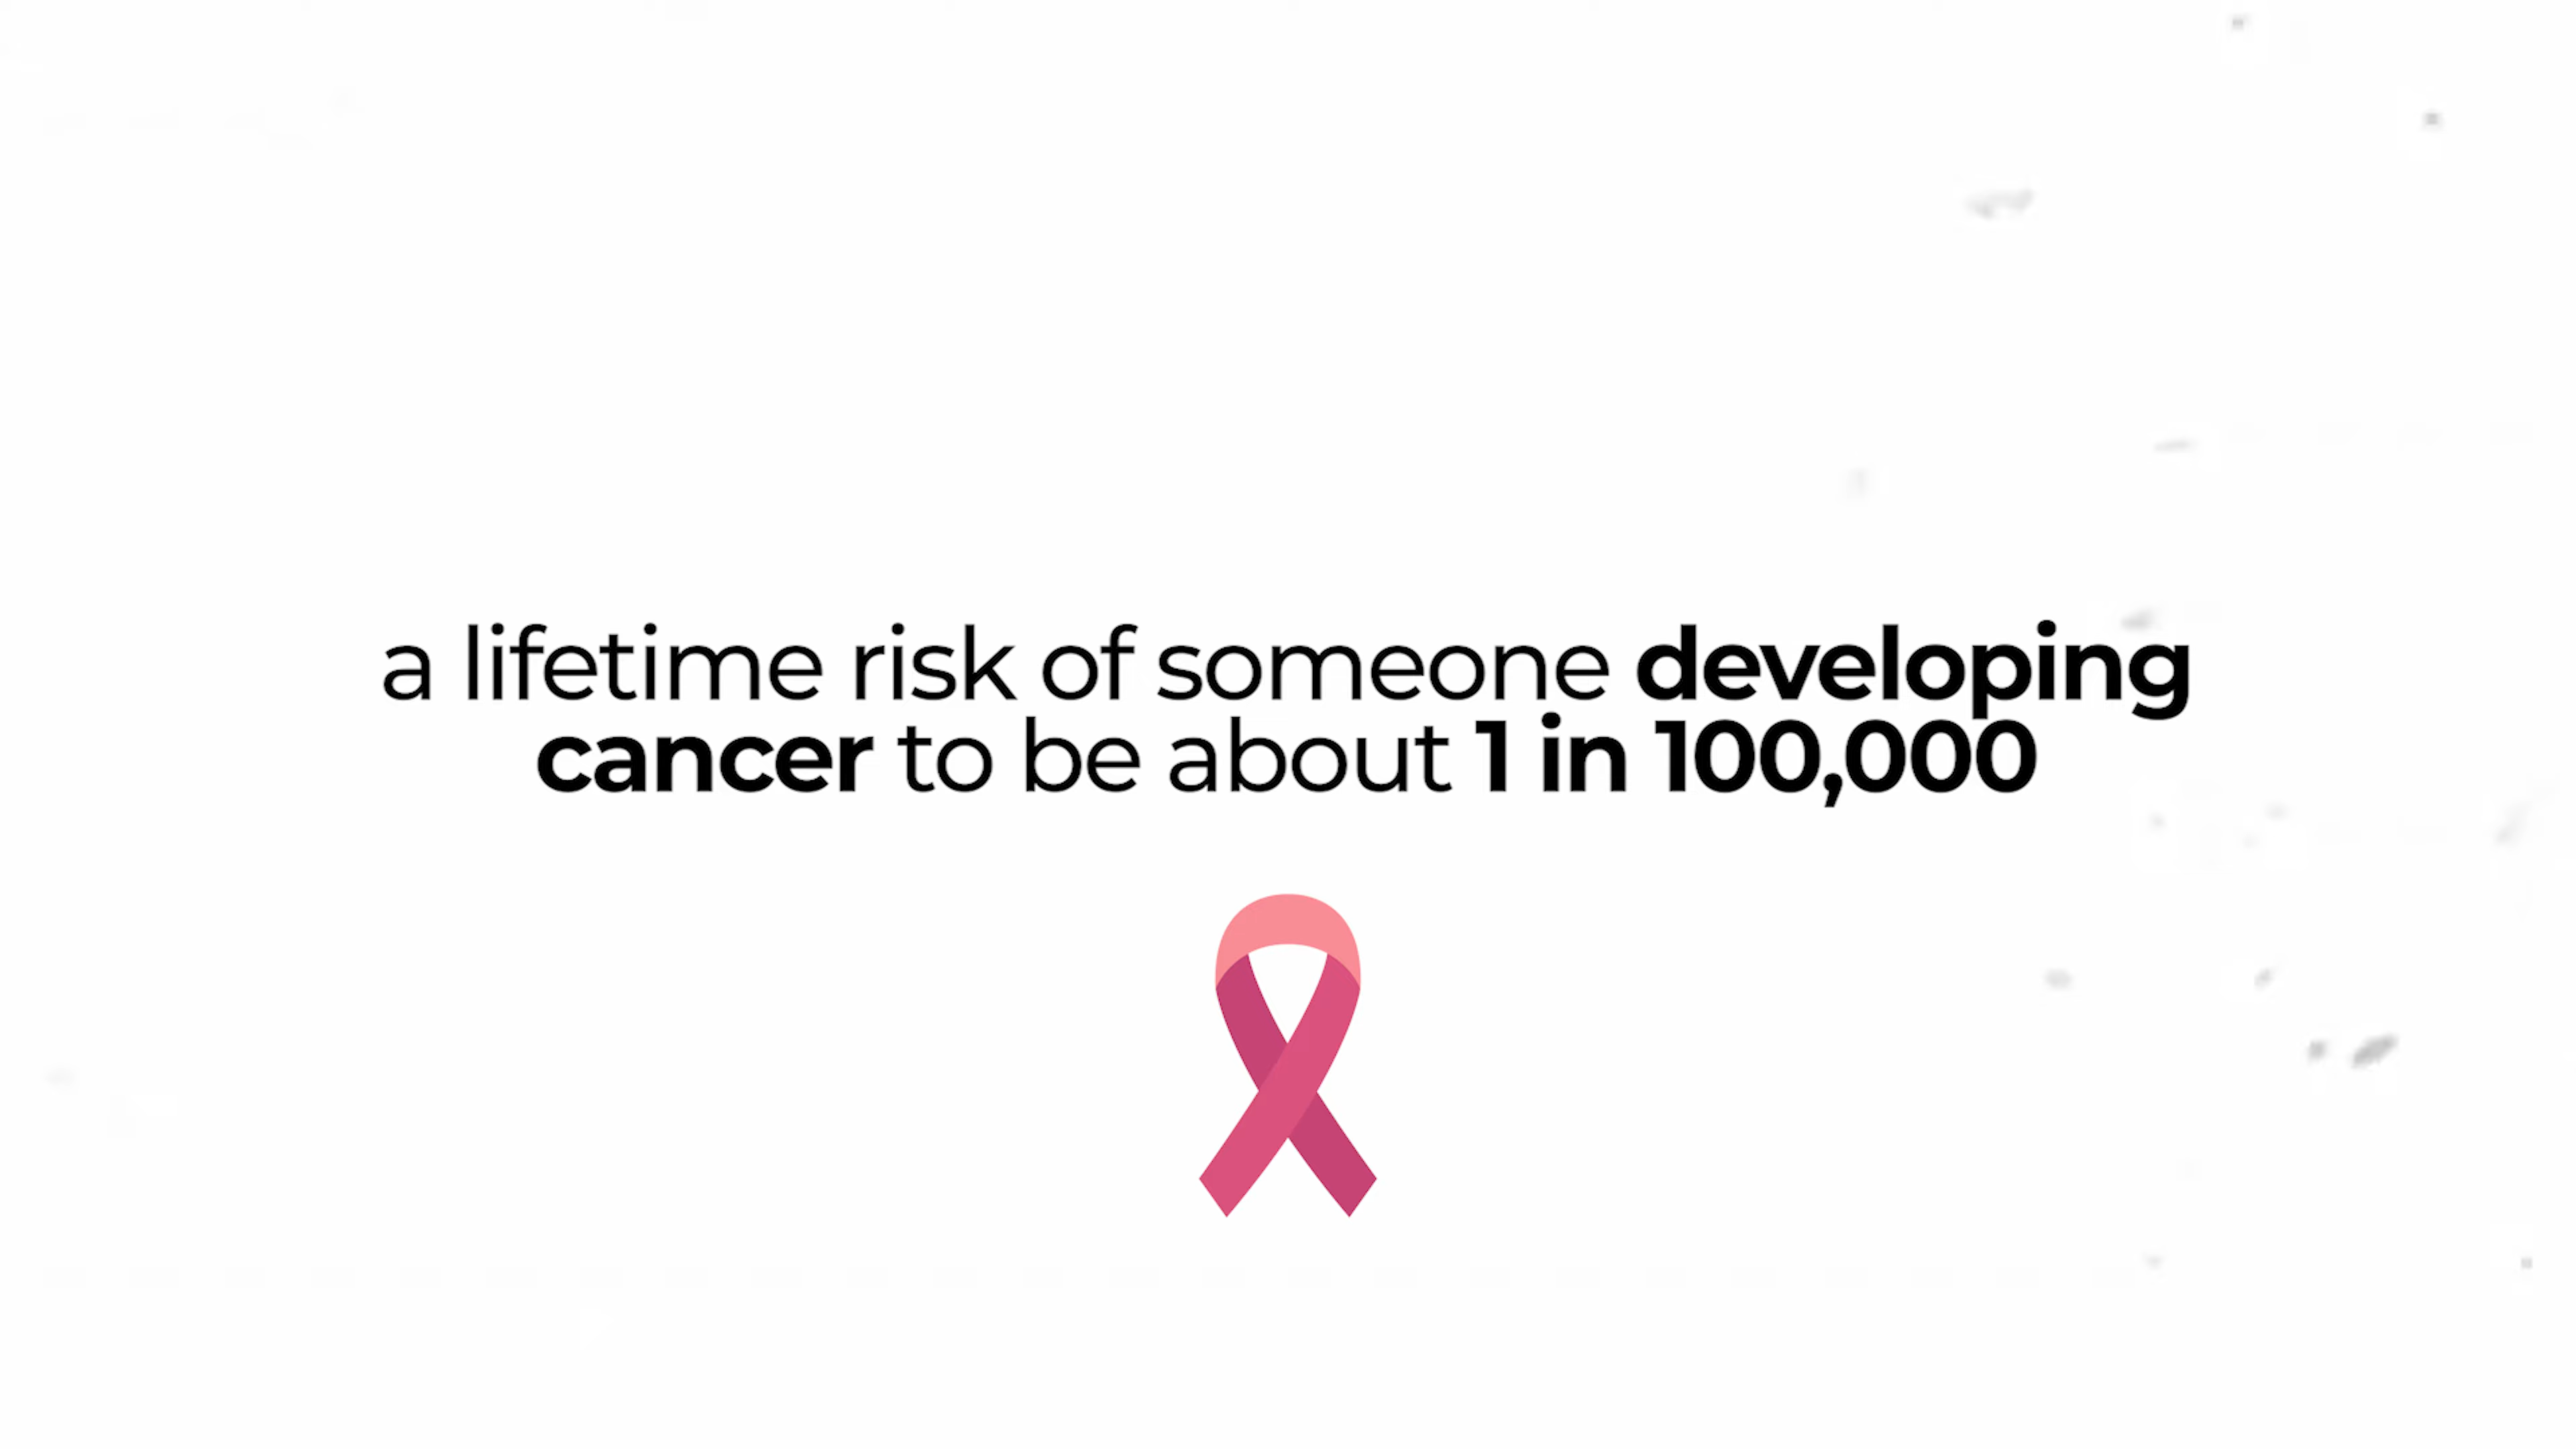 a lifetime risk of someone developing
cancer to be about 1 in 100,000